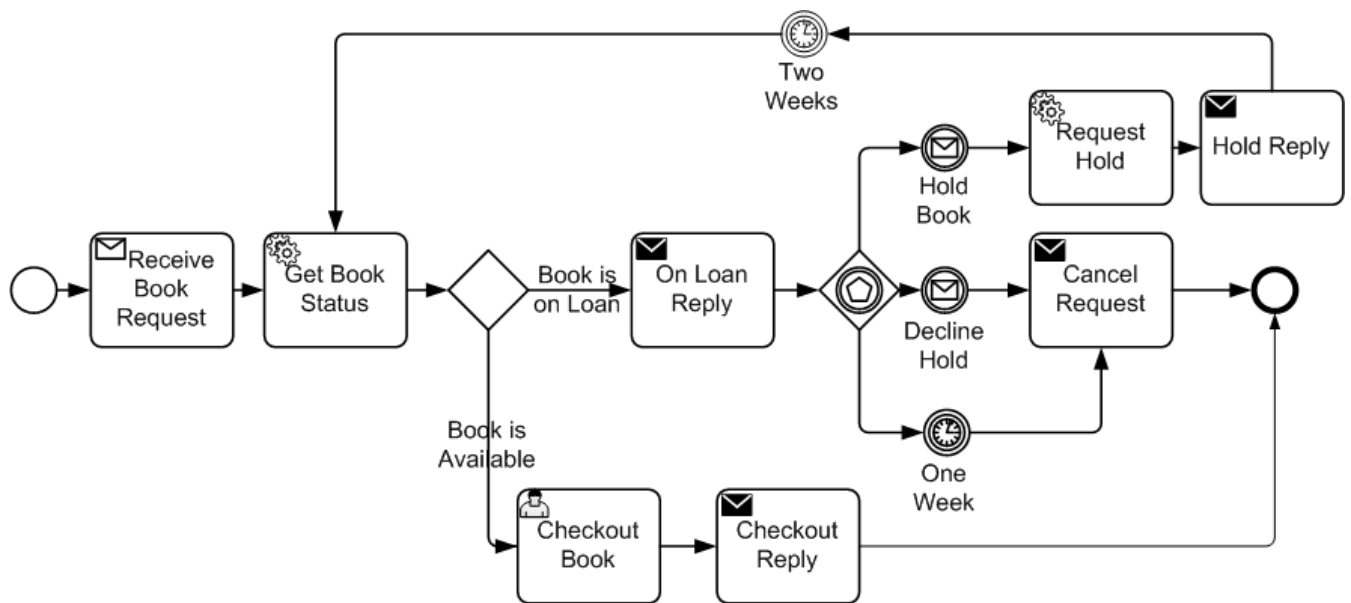 Two
Weeks
Request
Hold
Hold Reply
Hold
Book
Receive
Book
Request
Get Book
Status
Book is
on Loan
On Loan
Reply
Decline
Hold
Cancel
Request
Book is
Available
One
Week
Checkout
Book
Checkout
Reply